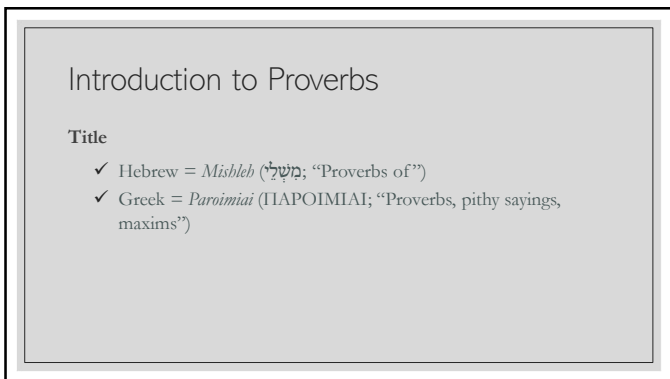 Introduction to Proverbs
Title
✓ Hebrew = Mishleh (מִשְׁלֵי; “Proverbs of”)
✓ Greek = Paroimiai (ΠΑΡΟΙΜΙΑΙ; “Proverbs, pithy sayings,
maxims”)